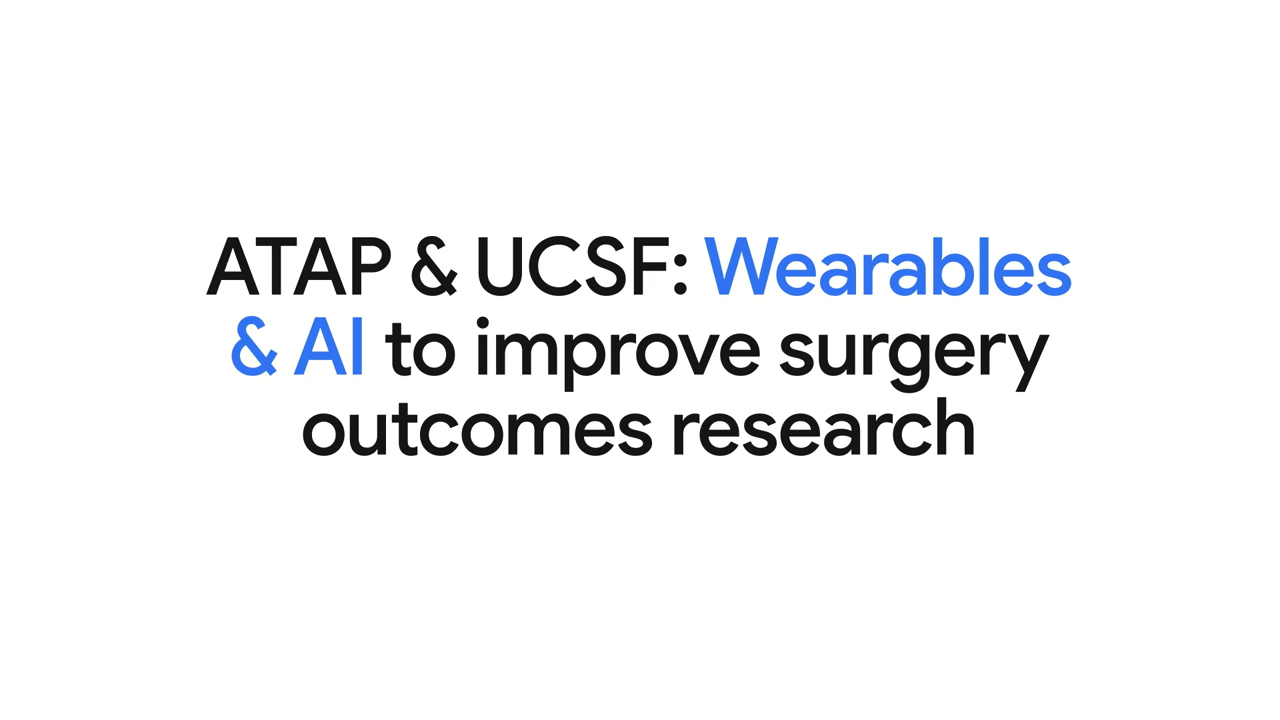 ATAP & UCSF: Wearables
& AI to improve surgery
outcomes research